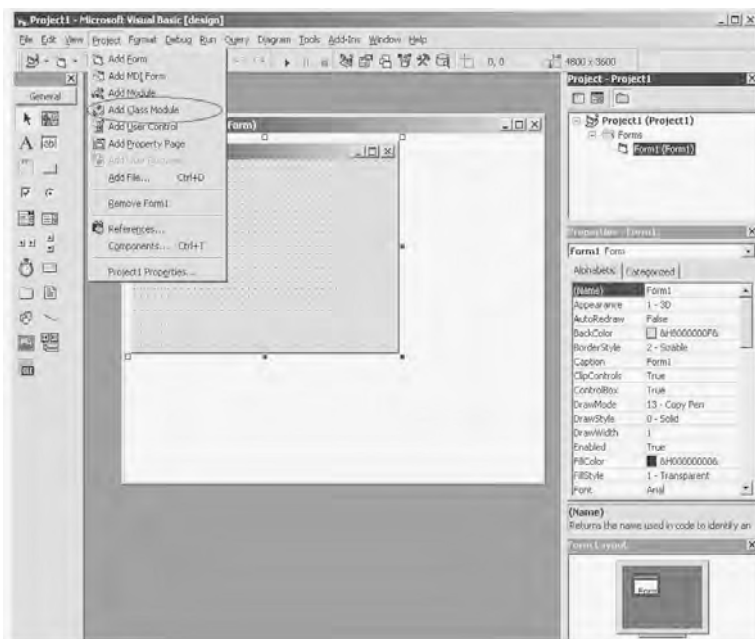 Project1 - Microsoft Visual Basic [design]
File Edit View Project Format Debug Run Query Diagram Tools Add-Ins Window Help
0, 0
4800 x 3600
General
Add Form
Add MDI Form
Add Module
Add Class Module
Add User Control
Add Property Page
Add File... Ctrl+D
Remove Form1
References...
Components... Ctrl+T
Project1 Properties...
Form)
Project - Project1
Project1 (Project1)
Forms
Form1 (Form1)
Properties - Form1
Form1 Form
Alphabetic Categorized
(Name) Form1
Appearance 1 - 3D
AutoRedraw False
BackColor &H8000000F&
BorderStyle 2 - Sizable
Caption Form1
ClipControls True
ControlBox True
DrawMode 13 - Copy Pen
DrawStyle 0 - Solid
DrawWidth 1
Enabled True
FillColor &H00000000&
FillStyle 1 - Transparent
Font Arial
(Name)
Returns the name used in code to identify an
Form Layout
Form